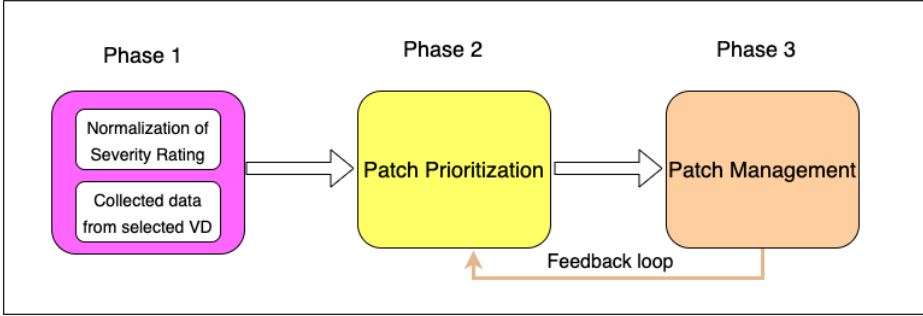 Phase 1
Phase 2
Phase 3
Normalization of
Severity Rating
Collected data
from selected VD
Patch Prioritization
Patch Management
Feedback loop